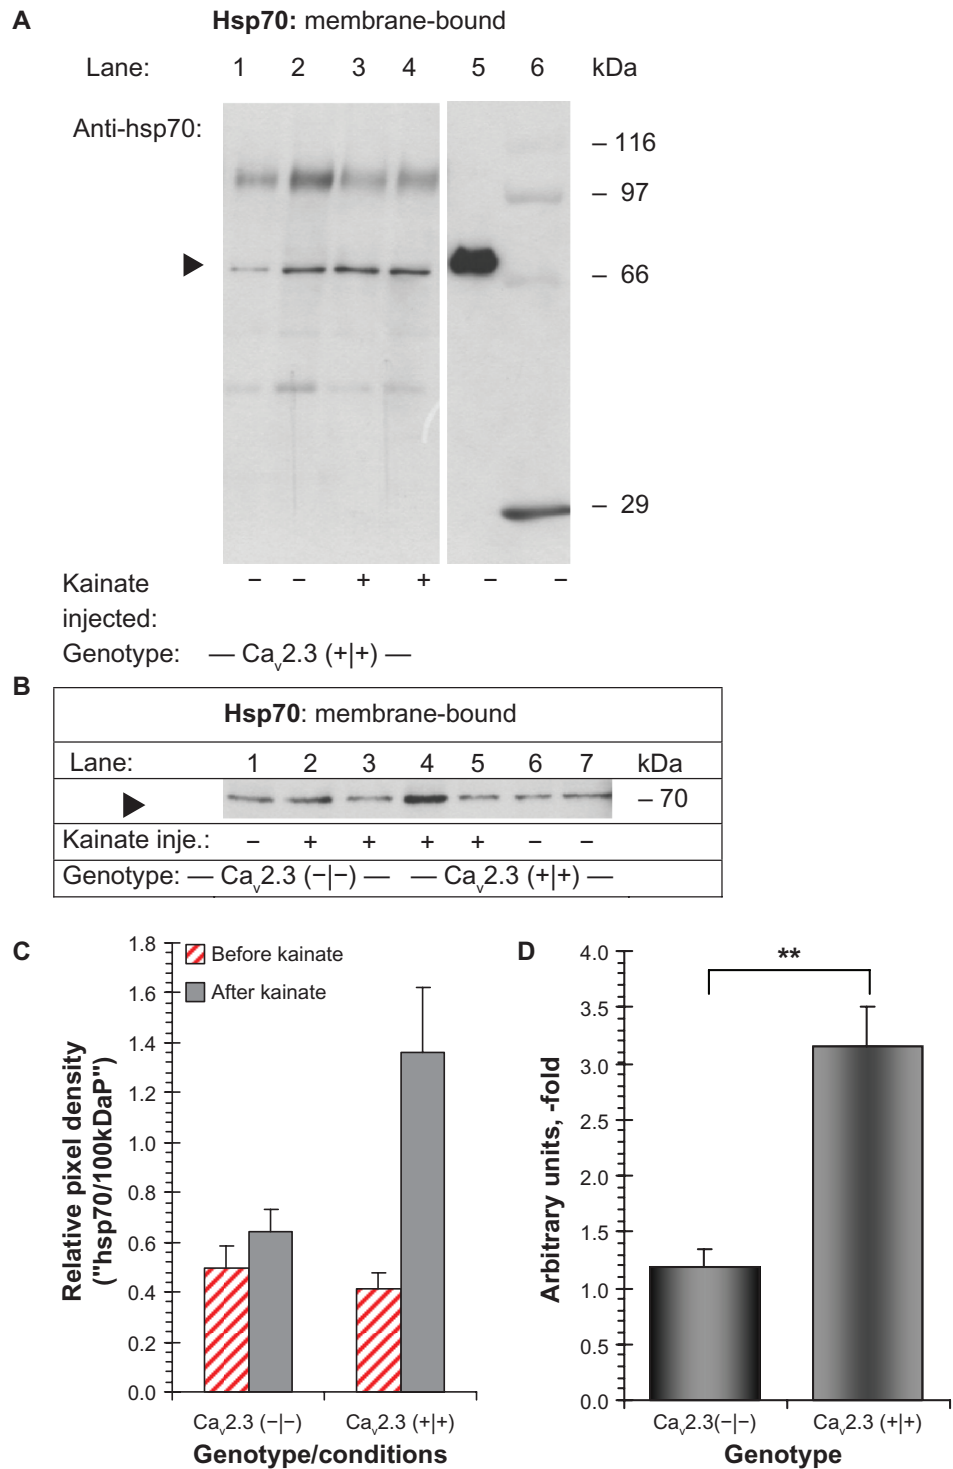 A
Hsp70: membrane-bound
Lane: 1 2 3 4 5 6 kDa
Anti-hsp70:
– 116
– 97
– 66
– 29
Kainate injected: − − + + − −
Genotype: — Caᵥ2.3 (+|+) —
B
Hsp70: membrane-bound
Lane: 1 2 3 4 5 6 7 kDa
– 70
Kainate inje.: − + + + + − −
Genotype: — Caᵥ2.3 (−|−) — — Caᵥ2.3 (+|+) —
C
Before kainate
After kainate
Relative pixel density
("hsp70/100kDaP")
1.8
1.6
1.4
1.2
1.0
0.8
0.6
0.4
0.2
0.0
Caᵥ2.3 (−|−) Caᵥ2.3 (+|+)
Genotype/conditions
D
**
Arbitrary units, -fold
4.0
3.5
3.0
2.5
2.0
1.5
1.0
0.5
0.0
Caᵥ2.3(−|−) Caᵥ2.3 (+|+)
Genotype